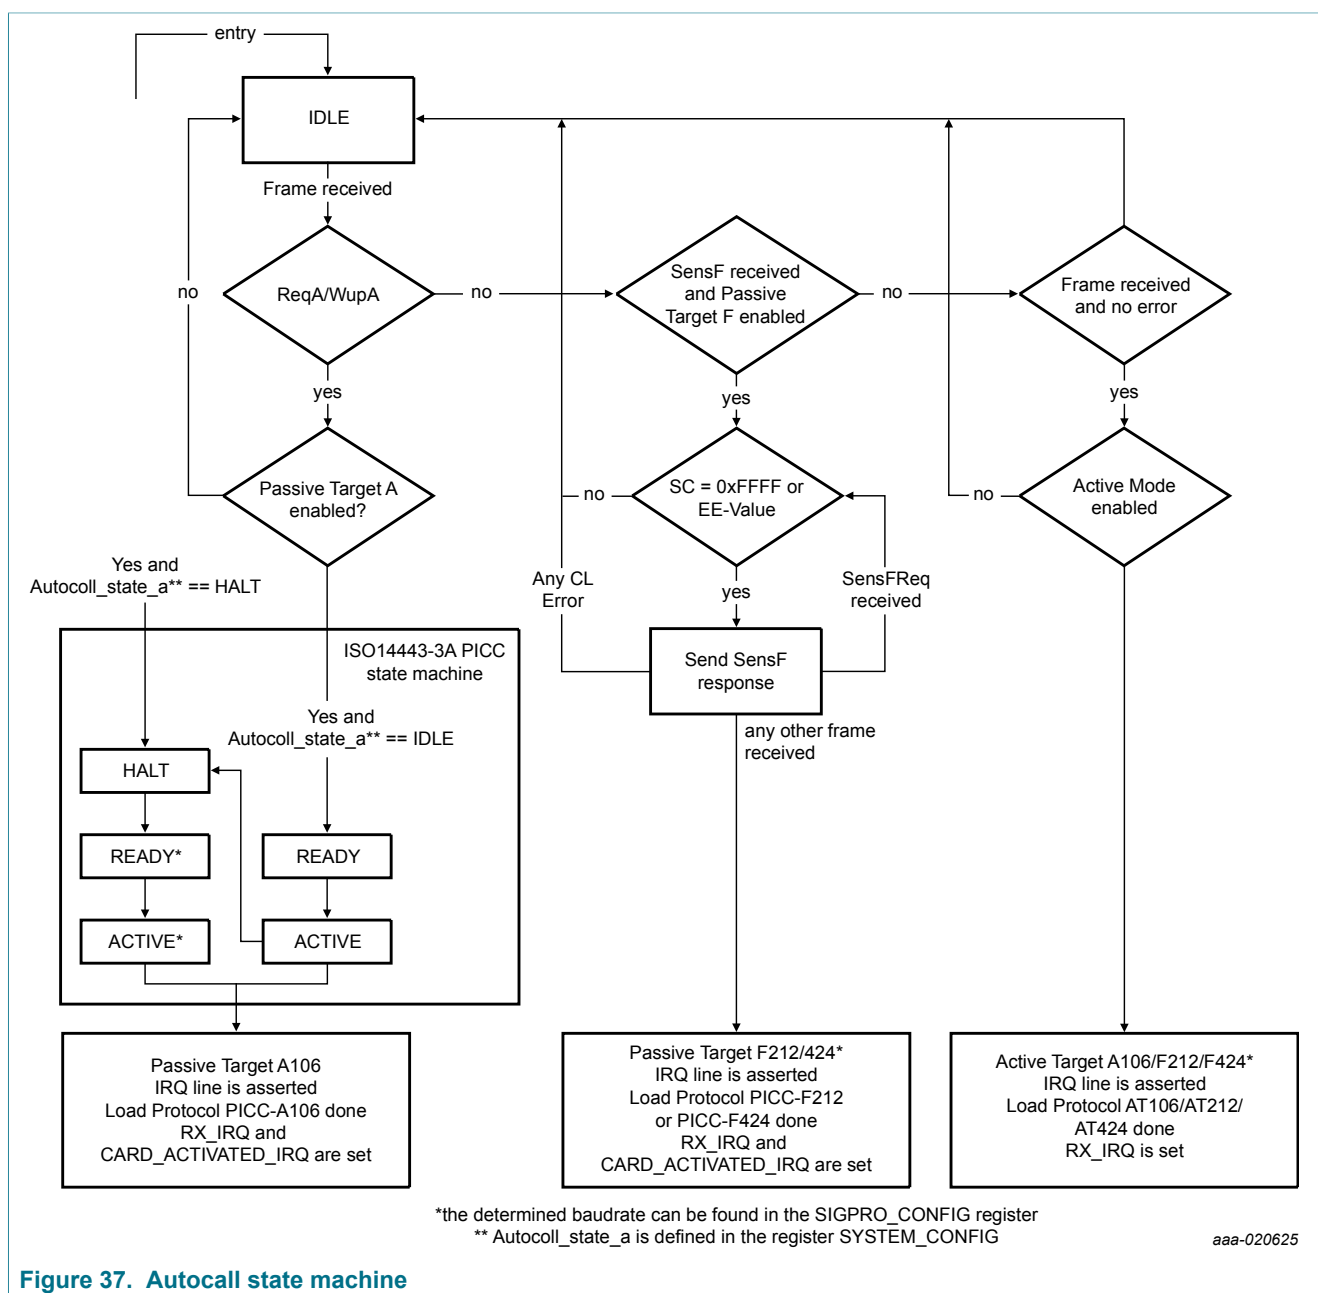 entry
IDLE
Frame received
ReqA/WupA
no
no
SensF received
and Passive
Target F enabled
no
Frame received
and no error
yes
yes
yes
Passive Target A
enabled?
no
SC = 0xFFFF or
EE-Value
no
Active Mode
enabled
Yes and
Autocoll_state_a** == HALT
Any CL
Error
yes
SensFReq
received
ISO14443-3A PICC
state machine
Send SensF
response
Yes and
Autocoll_state_a** == IDLE
any other frame
received
HALT
READY*
READY
ACTIVE*
ACTIVE
Passive Target A106
IRQ line is asserted
Load Protocol PICC-A106 done
RX_IRQ and
CARD_ACTIVATED_IRQ are set
Passive Target F212/424*
IRQ line is asserted
Load Protocol PICC-F212
or PICC-F424 done
RX_IRQ and
CARD_ACTIVATED_IRQ are set
Active Target A106/F212/F424*
IRQ line is asserted
Load Protocol AT106/AT212/
AT424 done
RX_IRQ is set
*the determined baudrate can be found in the SIGPRO_CONFIG register
** Autocoll_state_a is defined in the register SYSTEM_CONFIG
aaa-020625
Figure 37. Autocall state machine